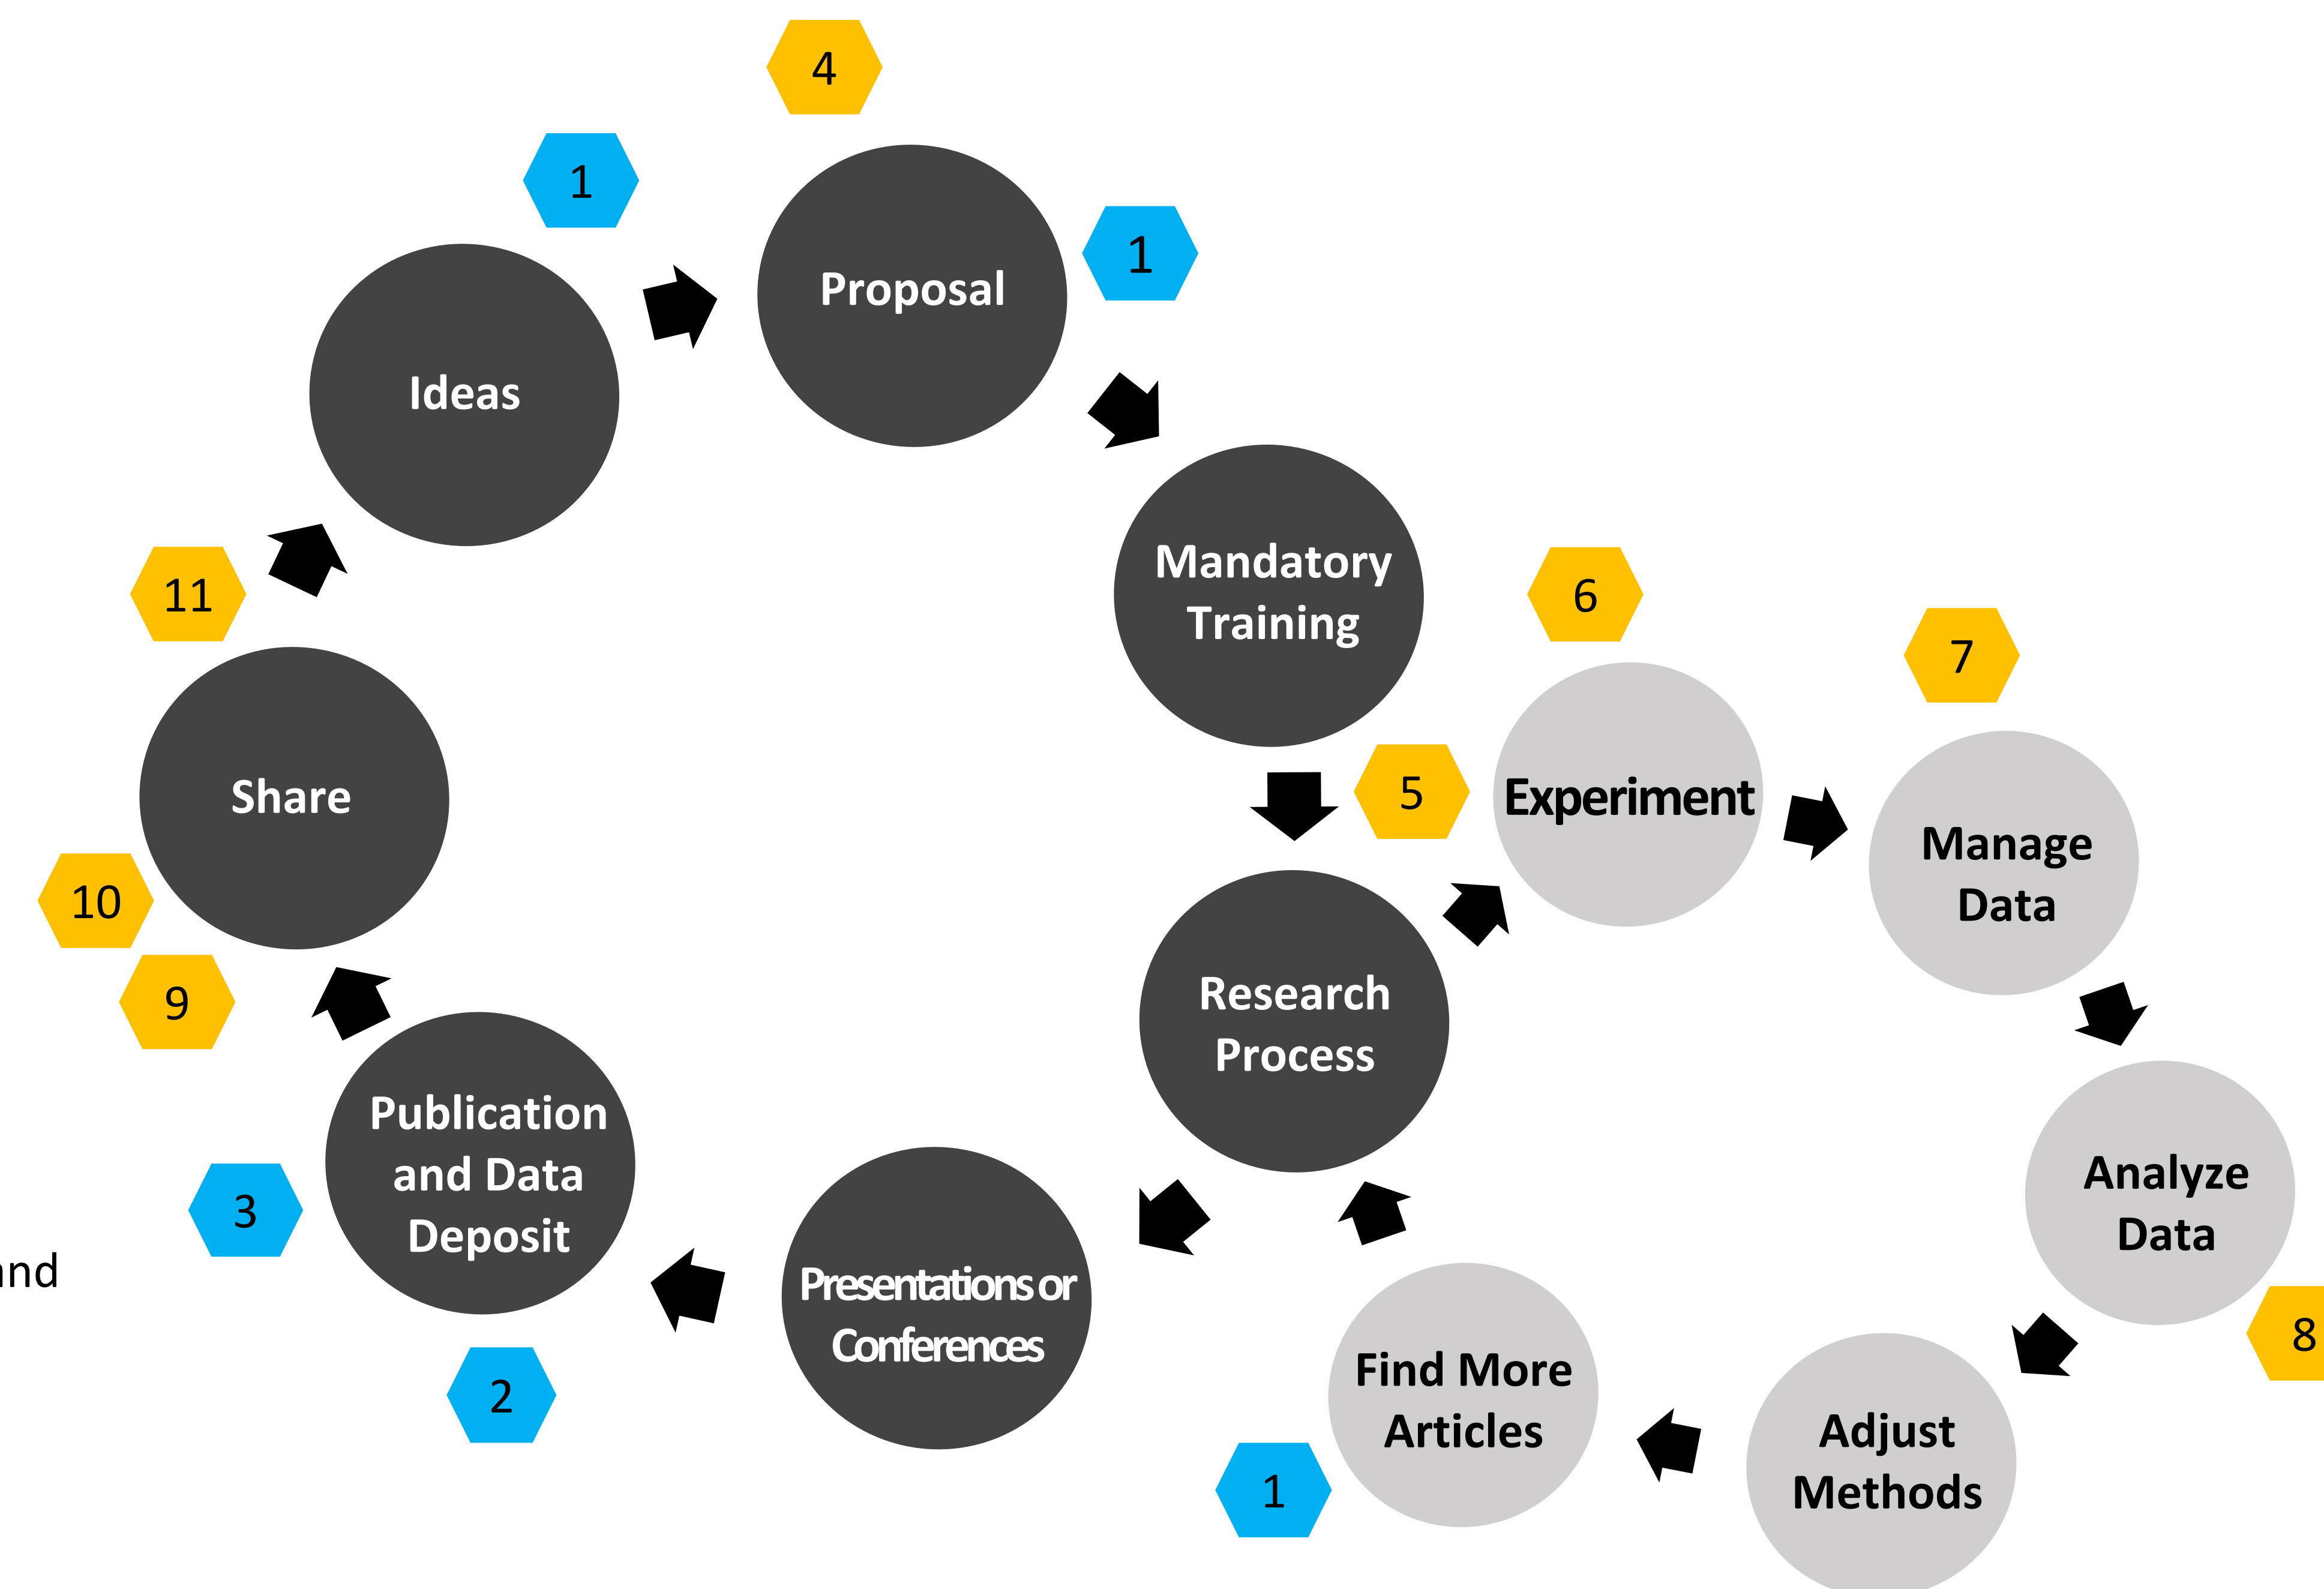 4
1
Proposal
1
Ideas
Mandatory
Training
11
6
7
Share
5
Experiment
Manage
Data
10
9
Research
Process
Publication
and Data
Deposit
3
Analyze
Data
Presentations or
Conferences
8
2
Find More
Articles
1
Adjust
Methods